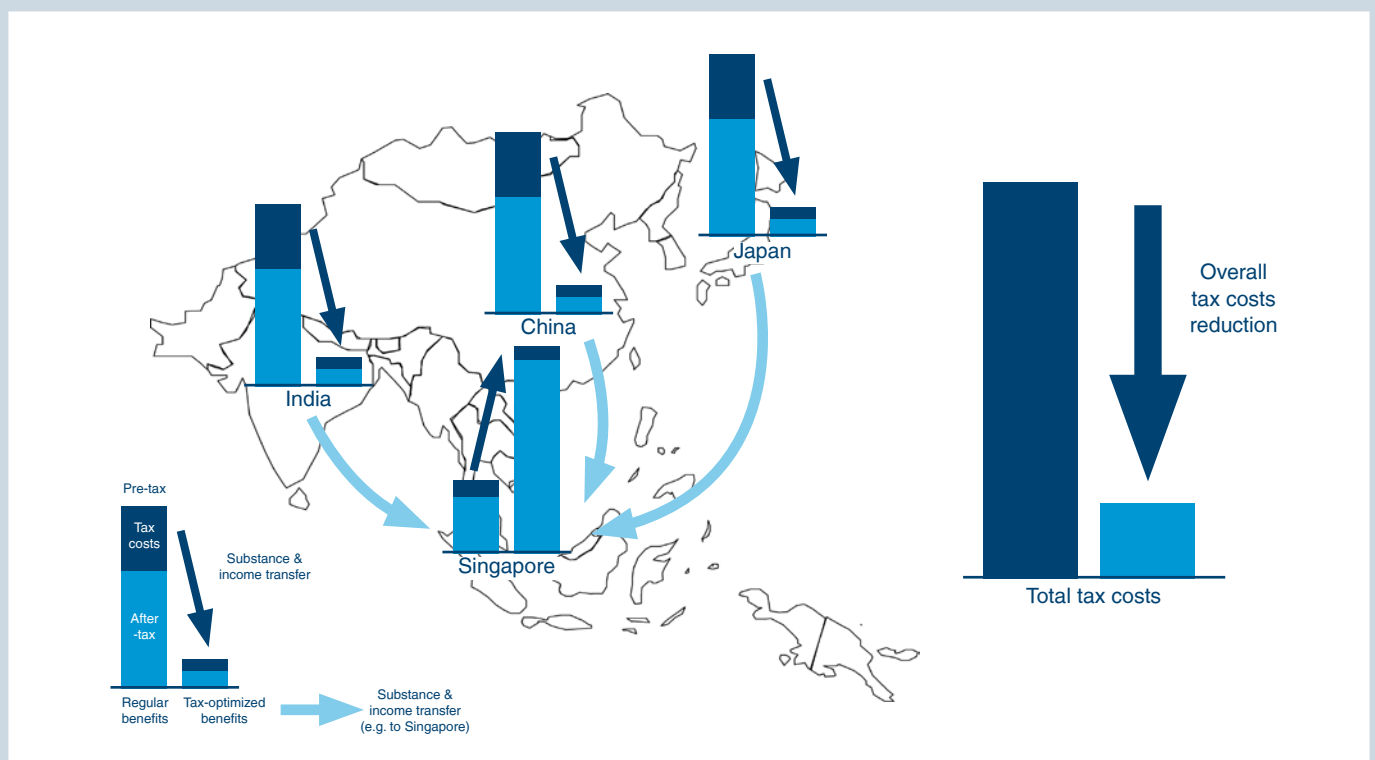 Japan
China
India
Singapore
Pre-tax
Tax
costs
After
-tax
Substance &
income transfer
Regular
benefits
Tax-optimized
benefits
Substance &
income transfer
(e.g. to Singapore)
Overall
tax costs
reduction
Total tax costs